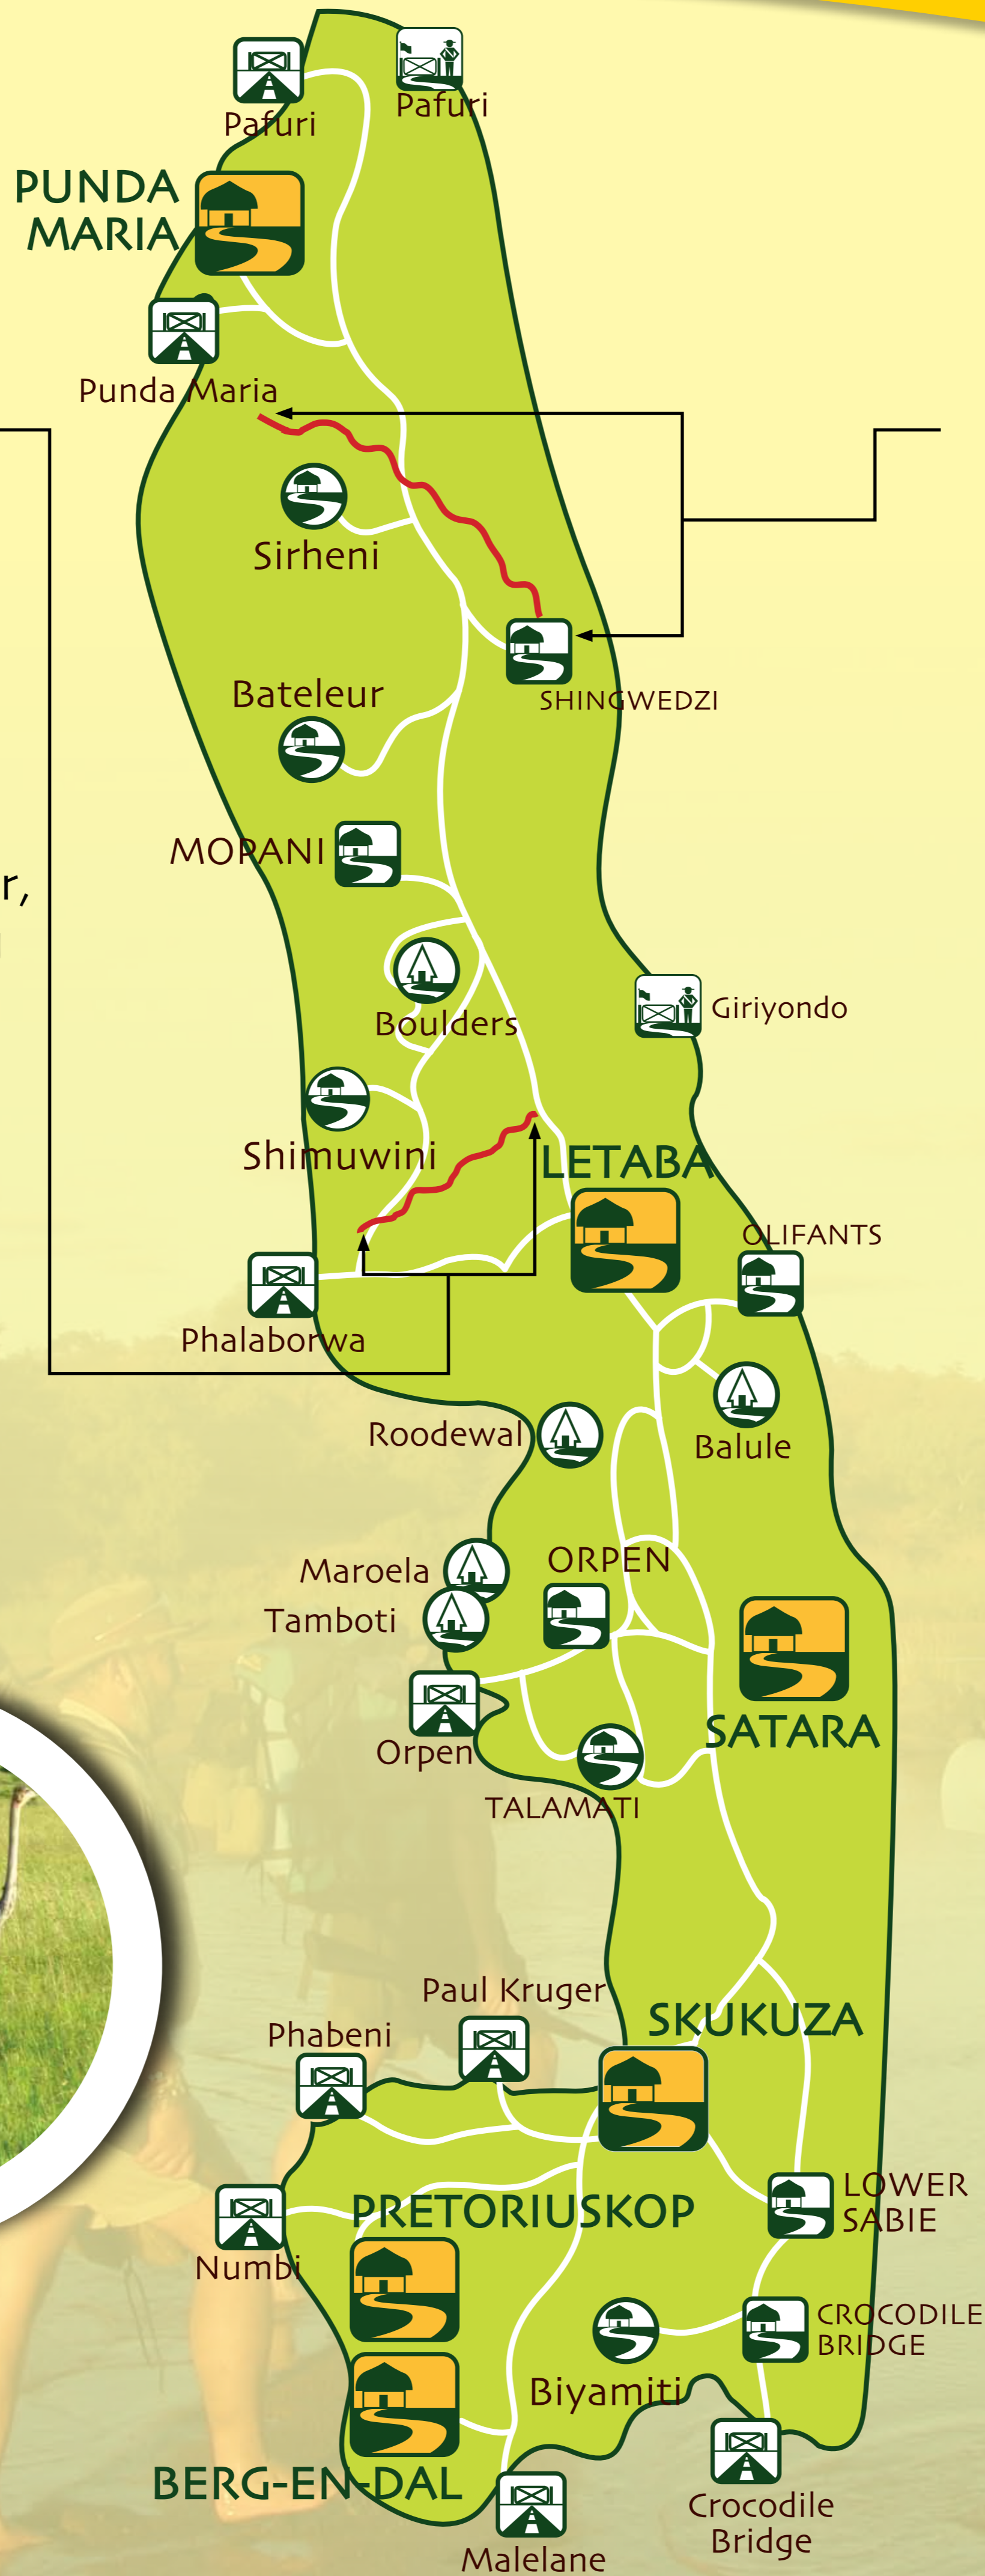 Pafuri
Pafuri
PUNDA
MARIA
Punda Maria
Sirheni
SHINGWEDZI
Bateleur
MOPANI
r,
Boulders
Giriyondo
Shimuwini
LETABA
OLIFANTS
Phalaborwa
Roodewal
Balule
Maroela
ORPEN
Tamboti
SATARA
Orpen
TALAMATI
Paul Kruger
SKUKUZA
Phabeni
LOWER
SABIE
PRETORIUSKOP
Numbi
CROCODILE
BRIDGE
Biyamiti
BERG-EN-DAL
Crocodile
Bridge
Malelane